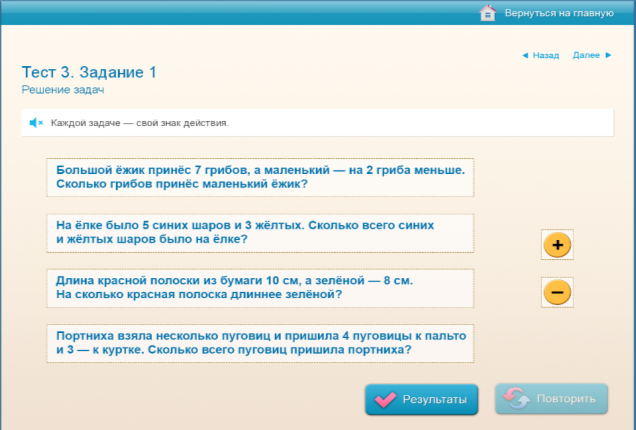 Вернуться на главную
◄ Назад Далее ►
Тест 3. Задание 1
Решение задач
Каждой задаче — свой знак действия.
Большой ёжик принёс 7 грибов, а маленький — на 2 гриба меньше.
Сколько грибов принёс маленький ёжик?
На ёлке было 5 синих шаров и 3 жёлтых. Сколько всего синих
и жёлтых шаров было на ёлке?
+
Длина красной полоски из бумаги 10 см, а зелёной — 8 см.
На сколько красная полоска длиннее зелёной?
−
Портниха взяла несколько пуговиц и пришила 4 пуговицы к пальто
и 3 — к куртке. Сколько всего пуговиц пришила портниха?
Результаты
Повторить